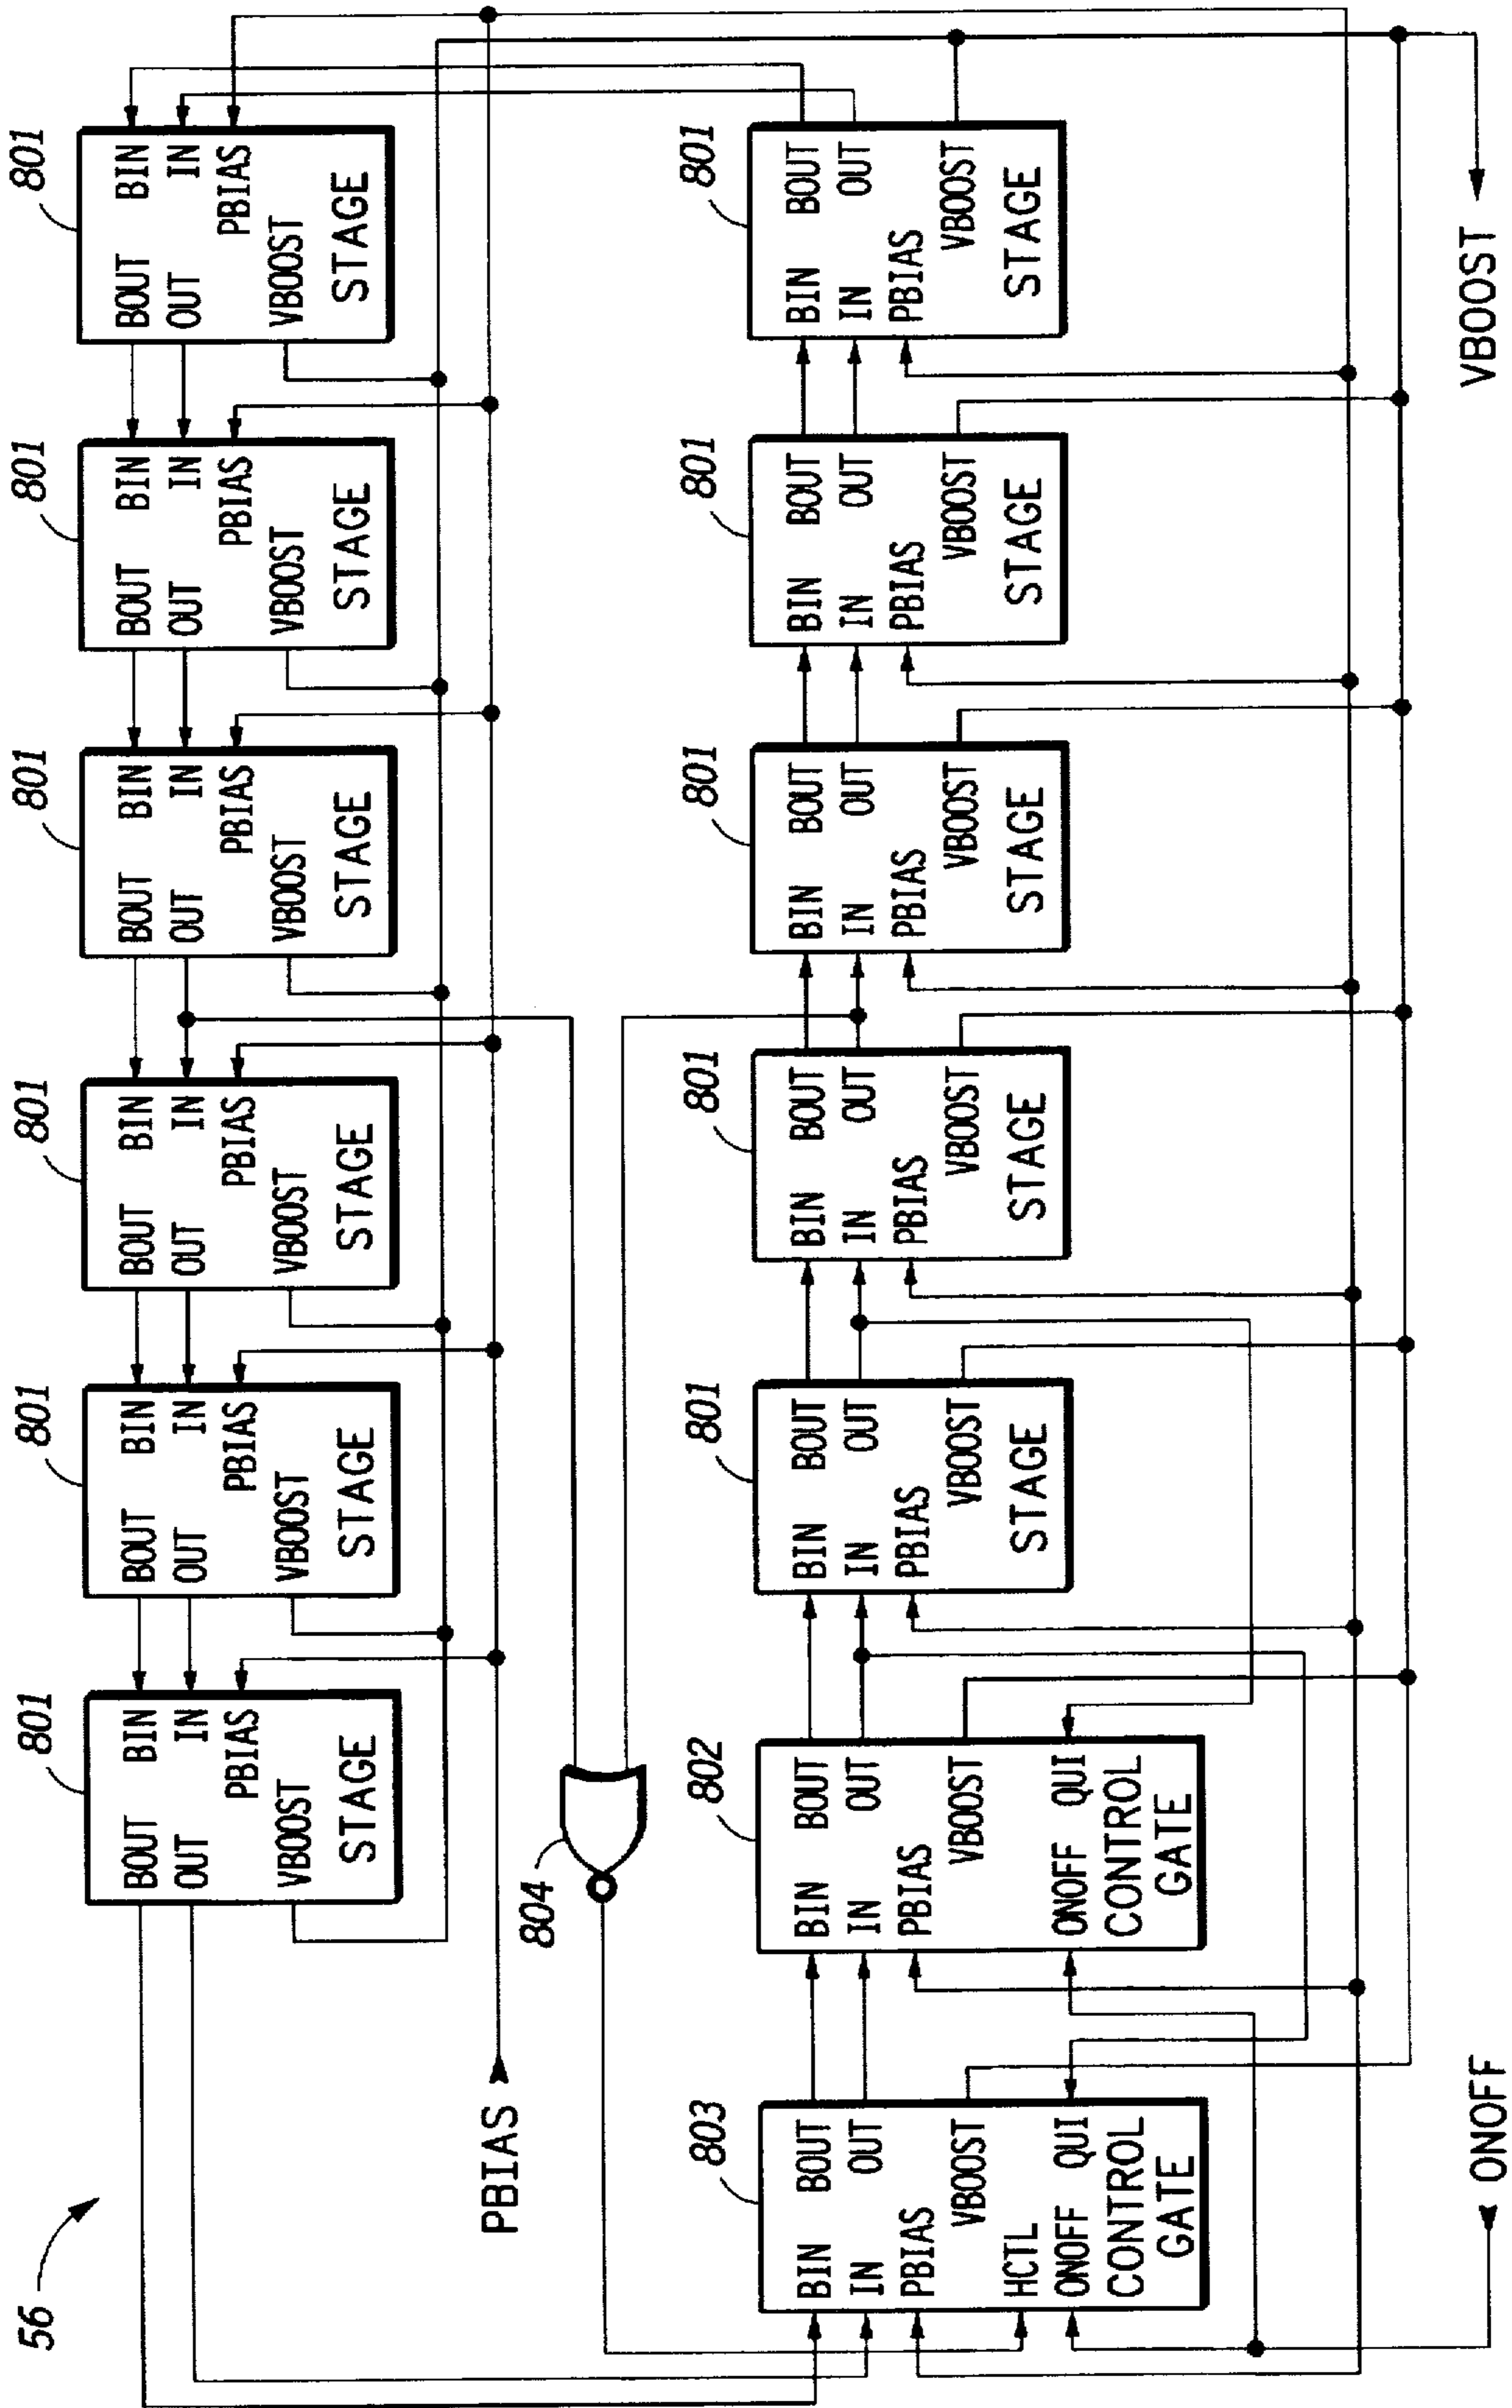 56
801
BOUT BIN
OUT IN
PBIAS
VBOOST
STAGE
801
BOUT BIN
OUT IN
PBIAS
VBOOST
STAGE
801
BOUT BIN
OUT IN
PBIAS
VBOOST
STAGE
801
BOUT BIN
OUT IN
PBIAS
VBOOST
STAGE
801
BOUT BIN
OUT IN
PBIAS
VBOOST
STAGE
801
BOUT BIN
OUT IN
PBIAS
VBOOST
STAGE
PBIAS
804
803
BIN BOUT
IN OUT
PBIAS
VBOOST
HCTL
ONOFF QUI
CONTROL
GATE
802
BIN BOUT
IN OUT
PBIAS
VBOOST
ONOFF QUI
CONTROL
GATE
801
BIN BOUT
IN OUT
PBIAS
VBOOST
STAGE
801
BIN BOUT
IN OUT
PBIAS
VBOOST
STAGE
801
BIN BOUT
IN OUT
PBIAS
VBOOST
STAGE
801
BIN BOUT
IN OUT
PBIAS
VBOOST
STAGE
801
BIN BOUT
IN OUT
PBIAS
VBOOST
STAGE
ONOFF
VBOOST